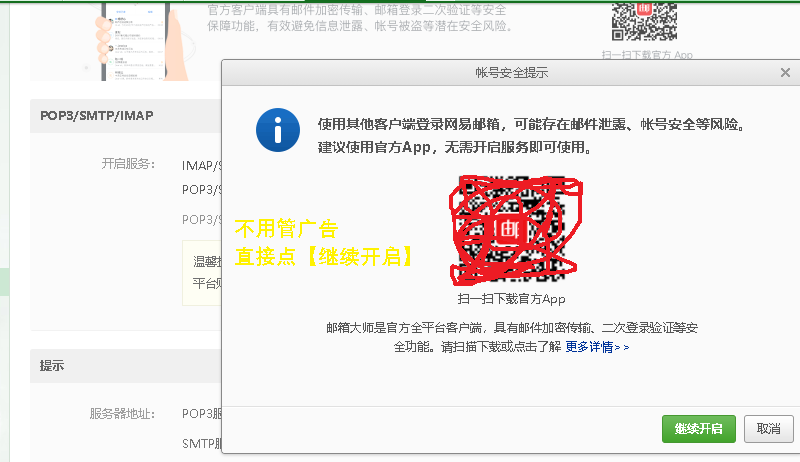 官方客户端具有邮件加密传输、邮箱登录二次验证等安全
保障功能，有效避免信息泄露、帐号被盗等潜在安全风险。
扫一扫下载官方 App
帐号安全提示
使用其他客户端登录网易邮箱，可能存在邮件泄露、帐号安全等风险。
建议使用官方App，无需开启服务即可使用。
POP3/SMTP/IMAP
开启服务：
IMAP/S
POP3/S
POP3/S
不用管广告
直接点【继续开启】
温馨
平台
扫一扫下载官方App
邮箱大师是官方全平台客户端，具有邮件加密传输、二次登录验证等安
全功能。请扫描下载或点击了解 更多详情>>
提示
服务器地址：
POP3服
SMTP服
继续开启
取消